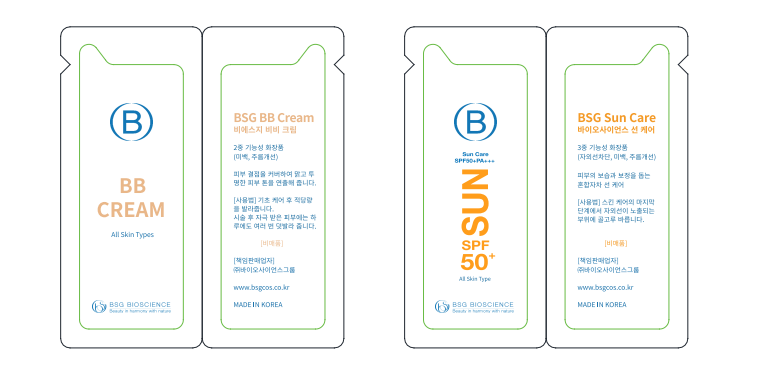 B
BB
CREAM
All Skin Types
BSG BIOSCIENCE
Beauty in harmony with nature
BSG BB Cream
비에스지 비비 크림
2중 기능성 화장품
(미백, 주름개선)
피부 결점을 커버하여 맑고 투
명한 피부 톤을 연출해 줍니다.
[사용법] 기초 케어 후 적당량
을 발라줍니다.
시술 후 자극 받은 피부에는 하
루에도 여러 번 덧발라 줍니다.
[비매품]
[책임판매업자]
㈜바이오사이언스그룹
www.bsgcos.co.kr
MADE IN KOREA
B
Sun Care
SPF50+PA+++
SUN
SPF
50+
All Skin Type
BSG BIOSCIENCE
Beauty in harmony with nature
BSG Sun Care
바이오사이언스 선 케어
3중 기능성 화장품
(자외선차단, 미백, 주름개선)
피부의 보습과 보정을 돕는
혼합자차 선 케어
[사용법] 스킨 케어의 마지막
단계에서 자외선이 노출되는
부위에 골고루 바릅니다.
[비매품]
[책임판매업자]
㈜바이오사이언스그룹
www.bsgcos.co.kr
MADE IN KOREA